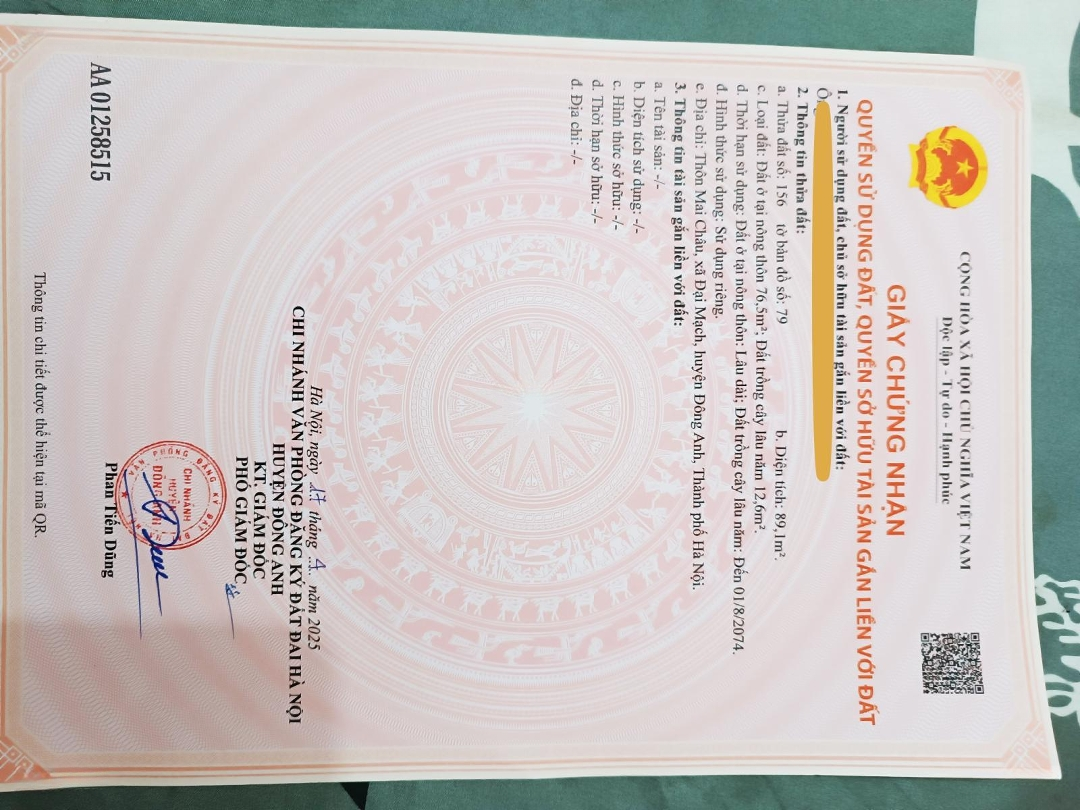 CỘNG HÒA XÃ HỘI CHỦ NGHĨA VIỆT NAM
Độc lập - Tự do - Hạnh phúc
GIẤY CHỨNG NHẬN
QUYỀN SỬ DỤNG ĐẤT, QUYỀN SỞ HỮU TÀI SẢN GẮN LIỀN VỚI ĐẤT
1. Người sử dụng đất, chủ sở hữu tài sản gắn liền với đất:
2. Thông tin thửa đất:
a. Thửa đất số: 156 tờ bản đồ số: 79 b. Diện tích: 89,1m².
c. Loại đất: Đất ở tại nông thôn 76,5m²; Đất trồng cây lâu năm 12,6m².
d. Thời hạn sử dụng: Đất ở tại nông thôn: Lâu dài; Đất trồng cây lâu năm: Đến 01/8/2074.
đ. Hình thức sử dụng: Sử dụng riêng.
e. Địa chỉ: Thôn Mai Châu, xã Đại Mạch, huyện Đông Anh, Thành phố Hà Nội.
3. Thông tin tài sản gắn liền với đất:
a. Tên tài sản: -/-
b. Diện tích sử dụng: -/-
c. Hình thức sở hữu: -/-
d. Thời hạn sở hữu: -/-
đ. Địa chỉ: -/-
Hà Nội, ngày 17 tháng 4 năm 2025
CHI NHÁNH VĂN PHÒNG ĐĂNG KÝ ĐẤT ĐAI HÀ NỘI
HUYỆN ĐÔNG ANH
KT. GIÁM ĐỐC
PHÓ GIÁM ĐỐC
CHI NHÁNH
HUYỆN
ĐÔNG ANH
Phan Tiến Dũng
AA 01258515
Thông tin chi tiết được thể hiện tại mã QR.